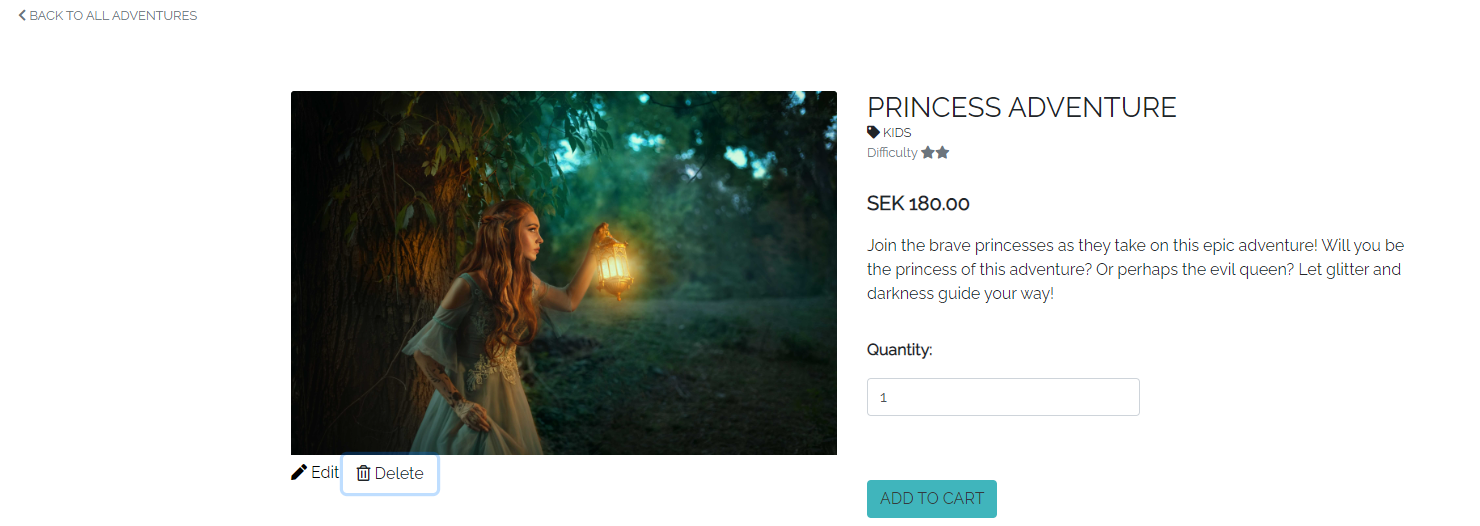 BACK TO ALL ADVENTURES
PRINCESS ADVENTURE
KIDS
Difficulty
SEK 180.00
Join the brave princesses as they take on this epic adventure! Will you be
the princess of this adventure? Or perhaps the evil queen? Let glitter and
darkness guide your way!
Quantity:
1
Edit Delete
ADD TO CART